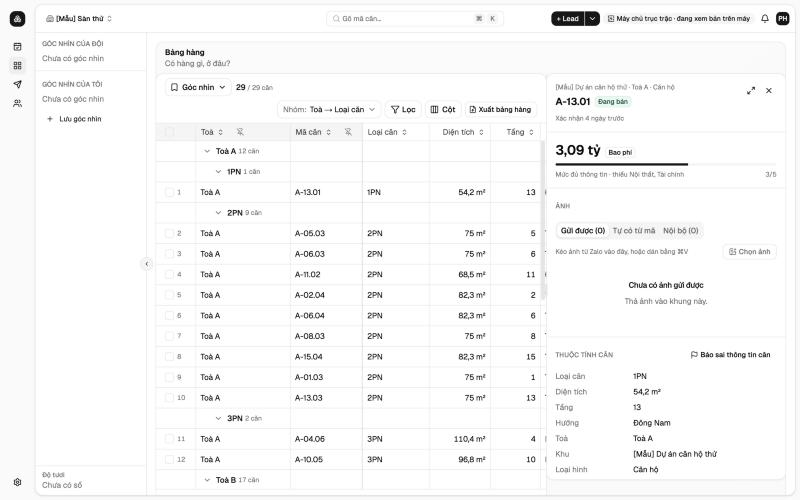 [Mẫu] Sàn thứ
Gõ mã căn...
⌘ K
+ Lead
Máy chủ trục trặc · đang xem bản trên máy
PH
GÓC NHÌN CỦA ĐỘI
Chưa có góc nhìn
GÓC NHÌN CỦA TÔI
Chưa có góc nhìn
+ Lưu góc nhìn
Độ tươi
Chưa có số
Bảng hàng
Có hàng gì, ở đâu?
Góc nhìn
29 / 29 căn
Nhóm: Toà → Loại căn
Lọc
Cột
Xuất bảng hàng
Toà Mã căn Loại căn Diện tích Tầng
Toà A 12 căn
1PN 1 căn
1 Toà A A-13.01 1PN 54,2 m² 13
2PN 9 căn
2 Toà A A-05.03 2PN 75 m² 5
3 Toà A A-06.03 2PN 75 m² 6
4 Toà A A-11.02 2PN 68,5 m² 11
5 Toà A A-02.04 2PN 82,3 m² 2
6 Toà A A-06.04 2PN 82,3 m² 6
7 Toà A A-08.03 2PN 75 m² 8
8 Toà A A-15.04 2PN 82,3 m² 15
9 Toà A A-01.03 2PN 75 m² 1
10 Toà A A-13.03 2PN 75 m² 13
3PN 2 căn
11 Toà A A-04.06 3PN 110,4 m² 4
12 Toà A A-10.05 3PN 96,8 m² 10
Toà B 17 căn
[Mẫu] Dự án căn hộ thử · Toà A · Căn hộ
A-13.01 Đang bán
Xác nhận 4 ngày trước
3,09 tỷ Bao phí
Mức đủ thông tin · thiếu Nội thất, Tài chính 3/5
ẢNH
Gửi được (0) Tự có từ mã Nội bộ (0)
Kéo ảnh từ Zalo vào đây, hoặc dán bằng ⌘V
Chọn ảnh
Chưa có ảnh gửi được
Thả ảnh vào khung này.
THUỘC TÍNH CĂN
Báo sai thông tin căn
Loại căn 1PN
Diện tích 54,2 m²
Tầng 13
Hướng Đông Nam
Toà Toà A
Khu [Mẫu] Dự án căn hộ thử
Loại hình Căn hộ